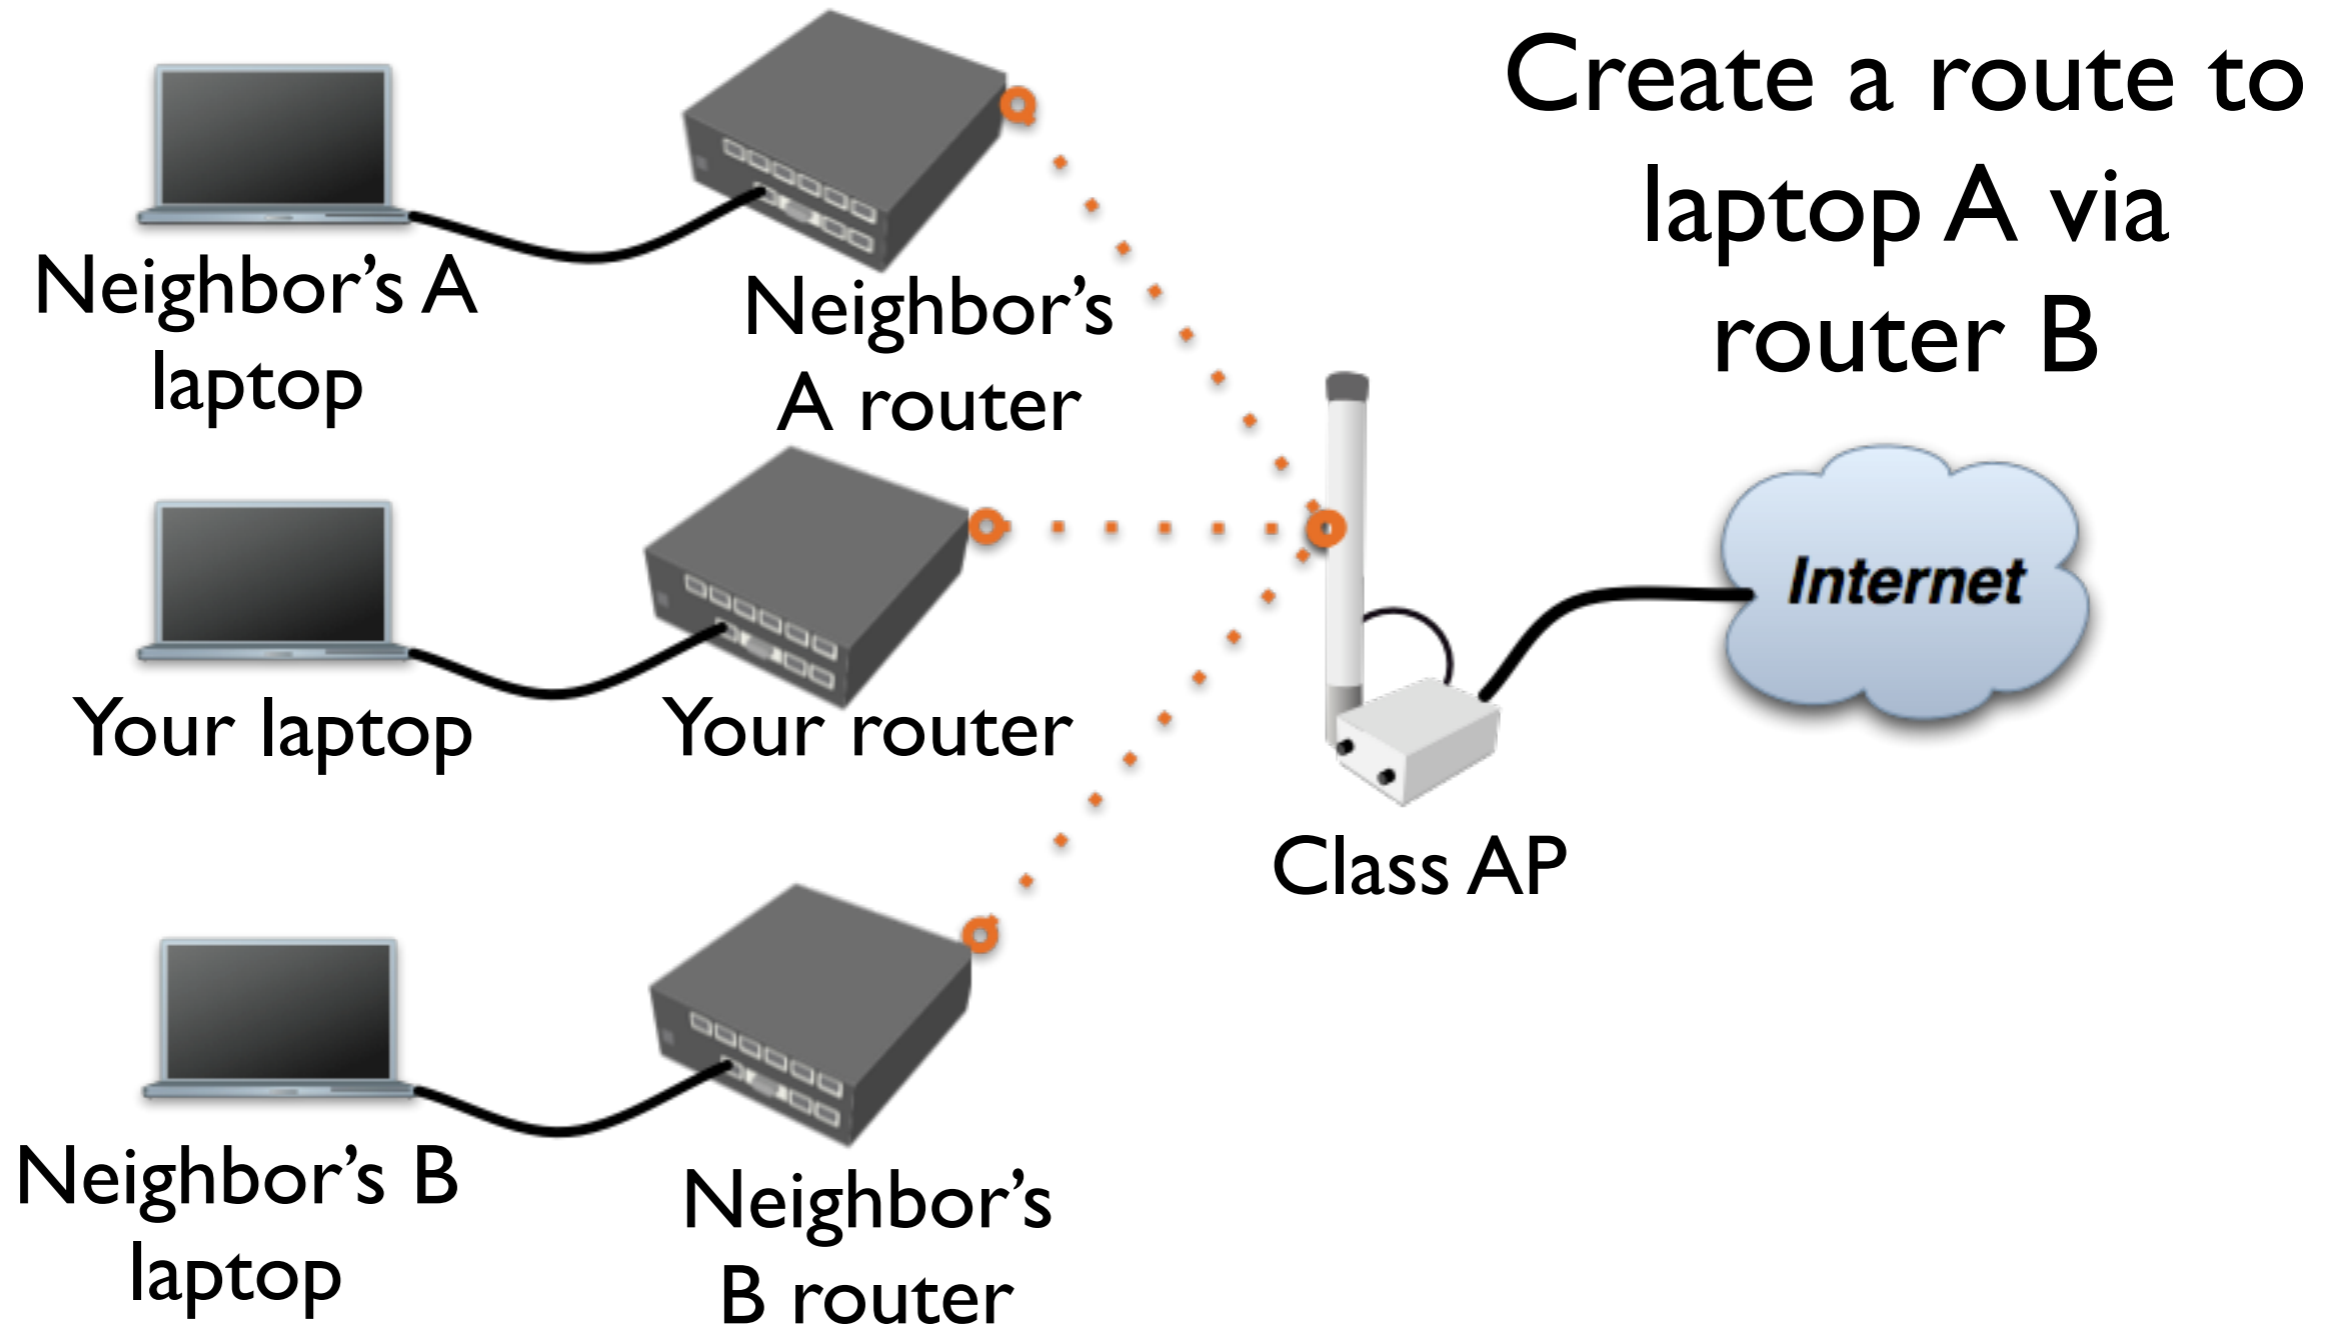 Create a route to
laptop A via
router B
Neighbor's A
laptop
Neighbor's
A router
Your laptop
Your router
Internet
Class AP
Neighbor's B
laptop
Neighbor's
B router